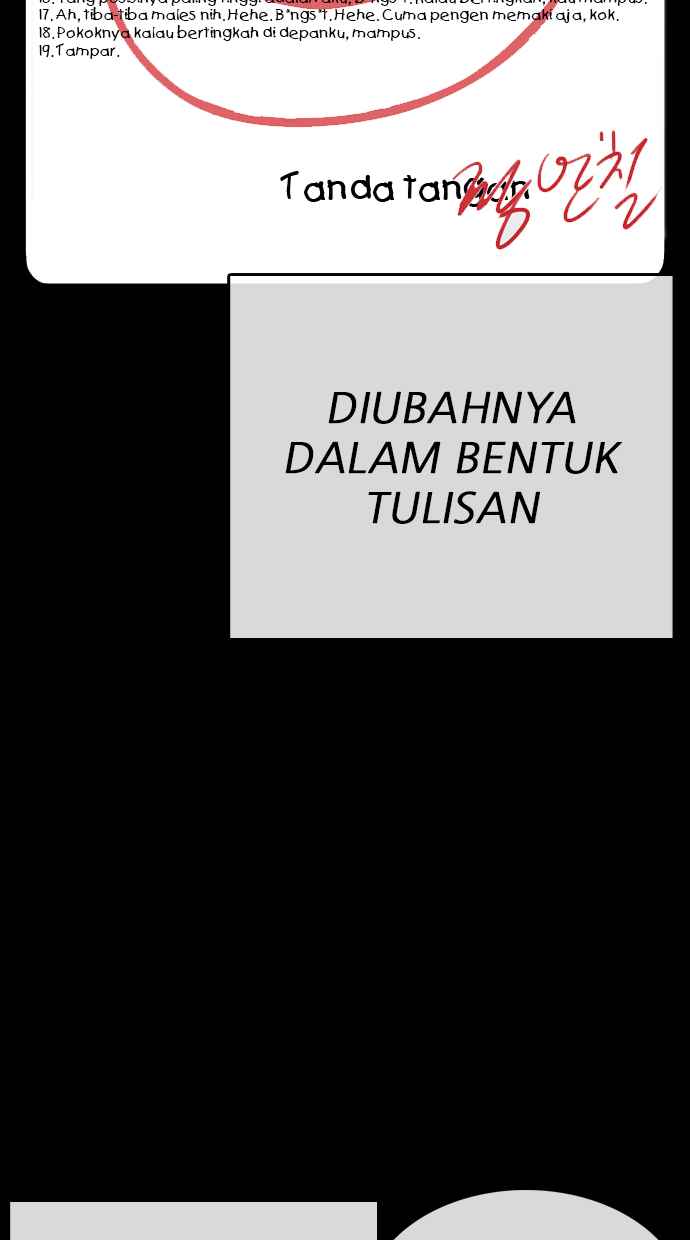 17. Ah, tiba-tiba males nih. Hehe. B*ngs*t. Hehe. Cuma pengen memaki aja, kok.
18. Pokoknya kalau bertingkah di depanku, mampus.
19. Tampar.
Tanda tangan
DIUBAHNYA
DALAM BENTUK
TULISAN